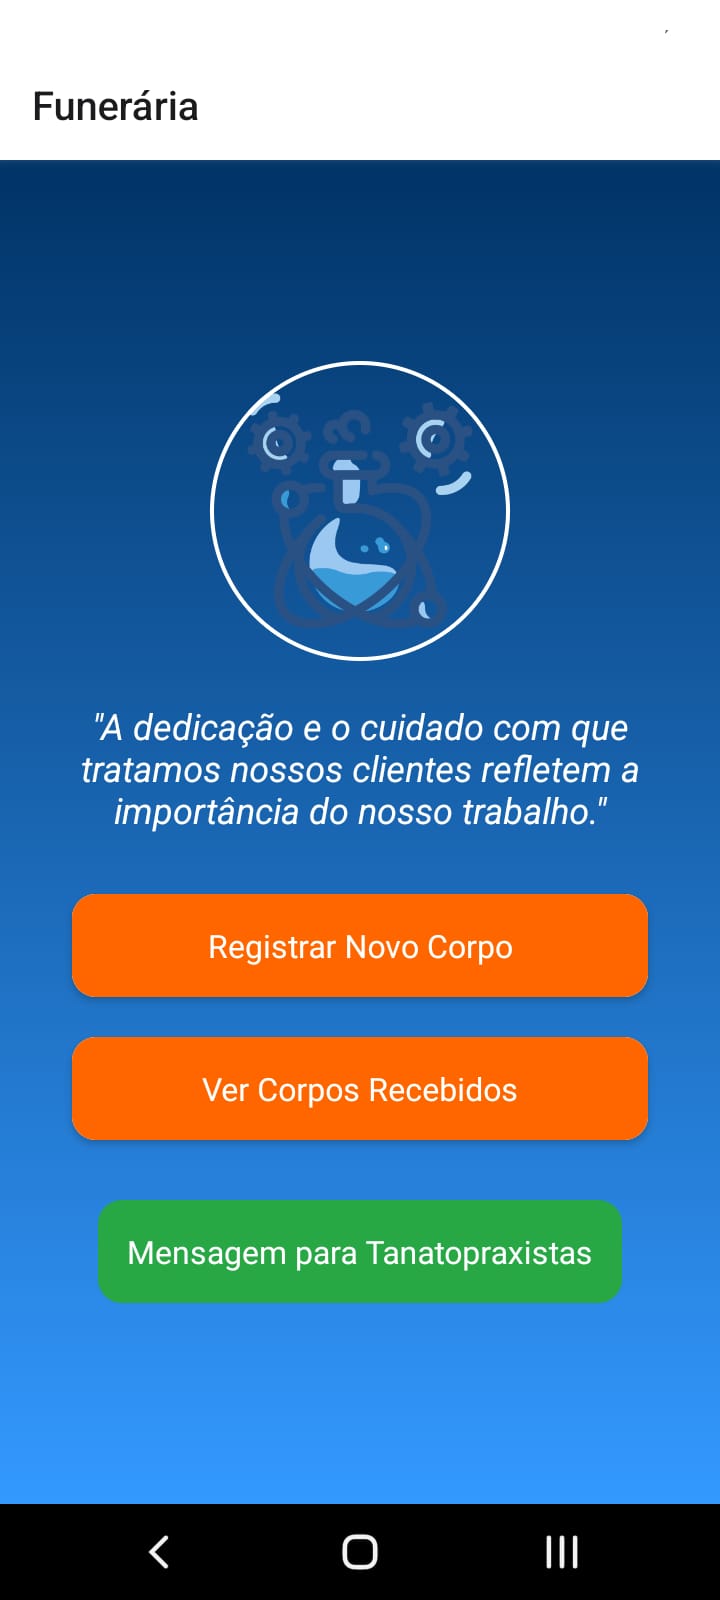 Funerária
"A dedicação e o cuidado com que
tratamos nossos clientes refletem a
importância do nosso trabalho."
Registrar Novo Corpo
Ver Corpos Recebidos
Mensagem para Tanatopraxistas